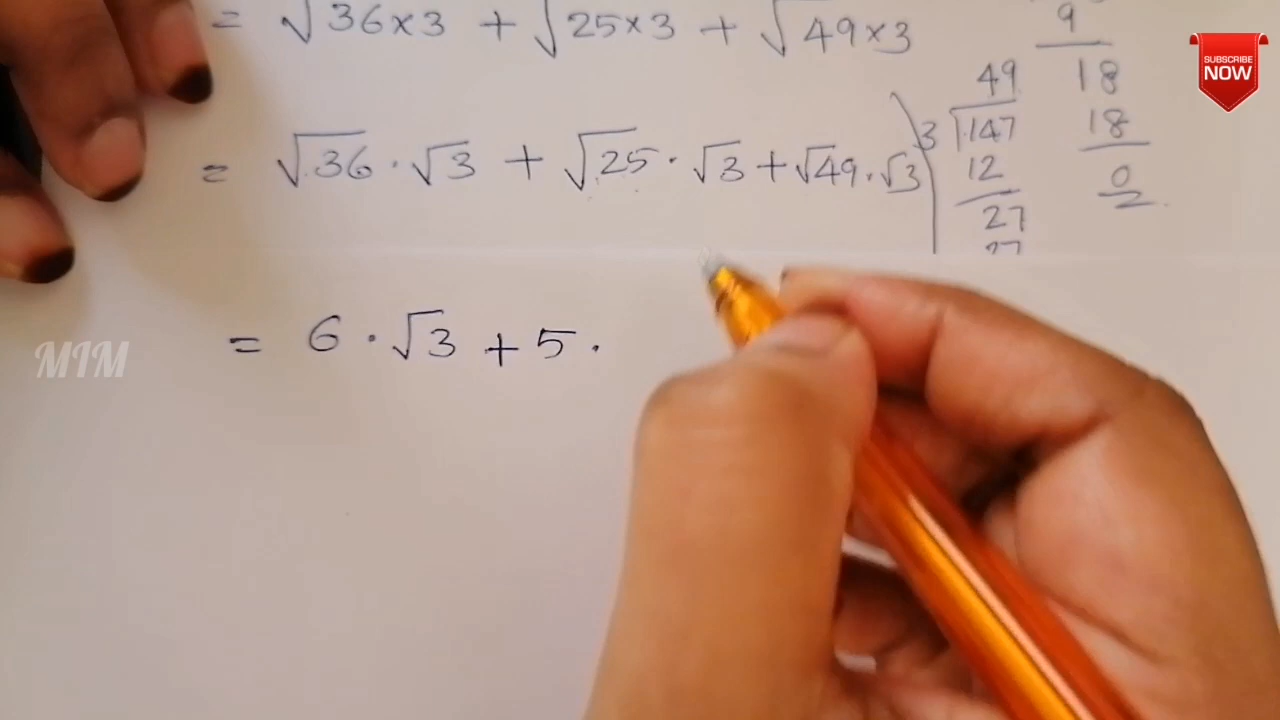 = √36×3 + √25×3 + √49×3
= √36 · √3 + √25 · √3 + √49 · √3
= 6 · √3 + 5 ·
49
3 147
12
27
27
9
18
18
0
SUBSCRIBE
NOW
MIM